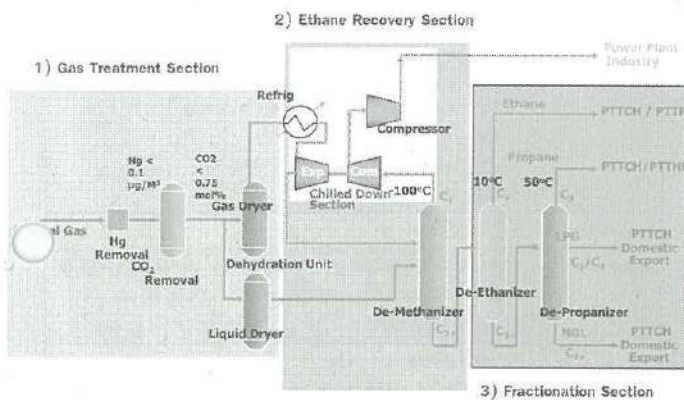 2) Ethane Recovery Section
1) Gas Treatment Section
Power Plant
Industry
Refrig
Compressor
Ethane
PTTCH /
Propane
PTTCH/
Hg <
0.1
µg/M³
CO2
<
0.75
mol%
Exp
Com
Chilled Down
Section
-100°C
10°C
50°C
C₁
C₂
C₃
al Gas
Hg
Removal
CO₂
Removal
Gas Dryer
Dehydration Unit
Liquid Dryer
De-Methanizer
C₂₊
De-Ethanizer
C₃₊
De-Propanizer
LPG
C₃/C₄
PTTCH
Domestic
Export
NGL
C₅₊
PTTCH
Domestic
Export
3) Fractionation Section